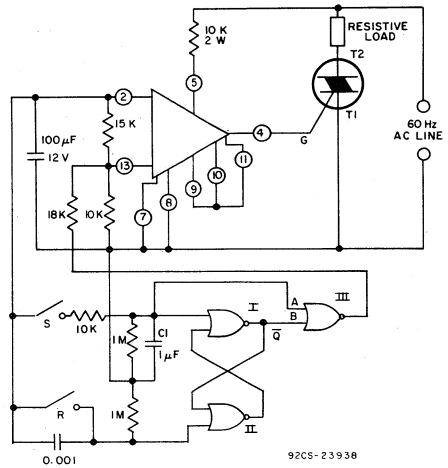 10 K
2 W
RESISTIVE
LOAD
T2
5
2
100 μF
12 V
15 K
4
G
T1
60 Hz
AC LINE
13
11
10
9
18K
10K
7
8
S
10K
1M
C1
1 μF
I
A
B
III
Q̅
R
1M
II
0.001
92CS-23938